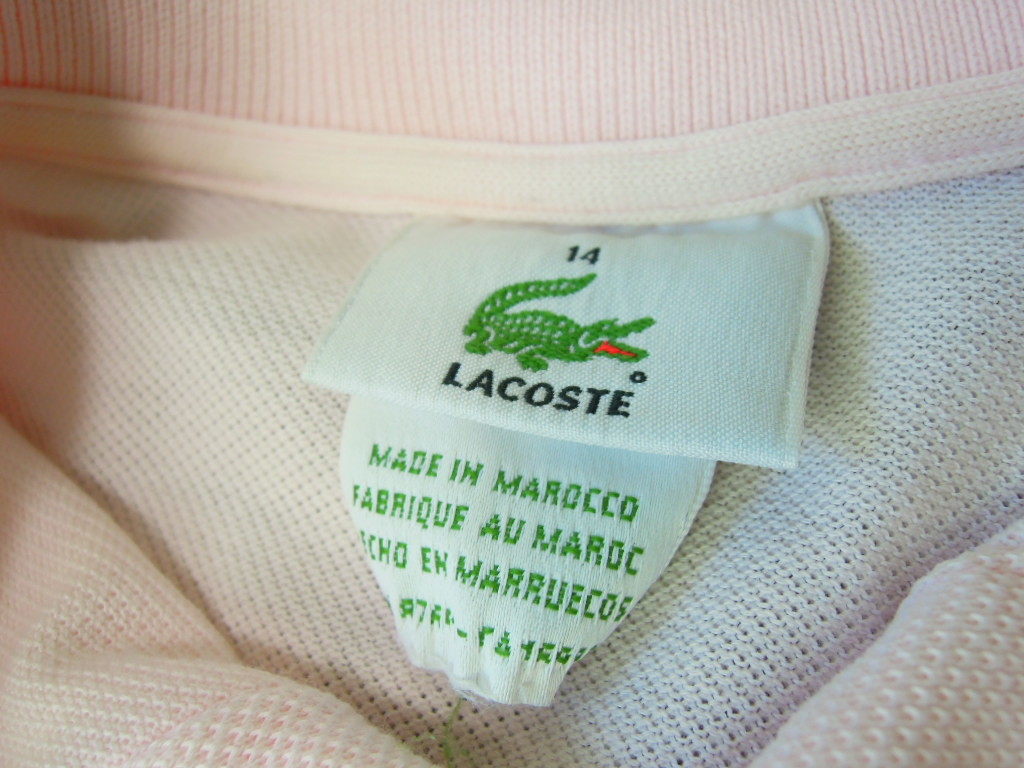 14
LACOSTE
MADE IN MAROCCO
FABRIQUE AU MAROC
ECHO EN MARRUECOS